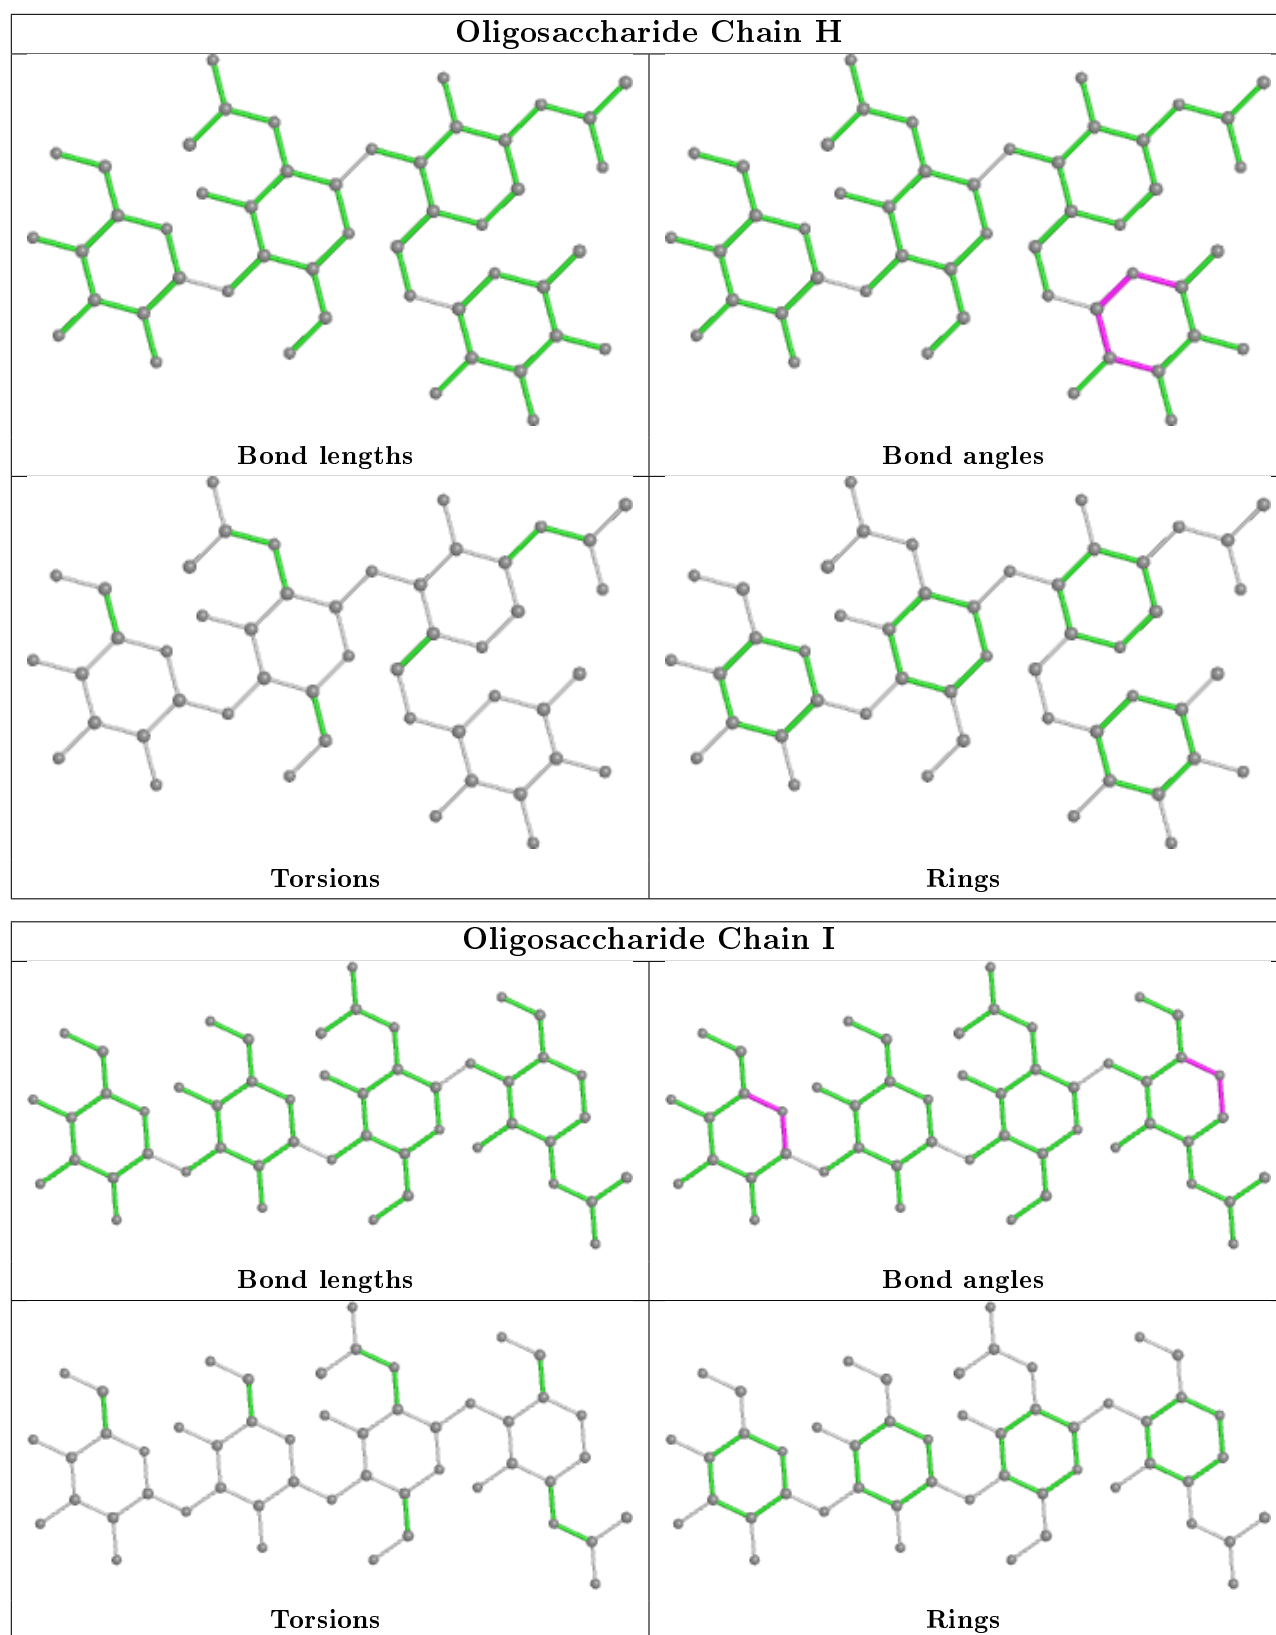 Oligosaccharide Chain H
Bond lengths
Bond angles
Torsions
Rings
Oligosaccharide Chain I
Bond lengths
Bond angles
Torsions
Rings